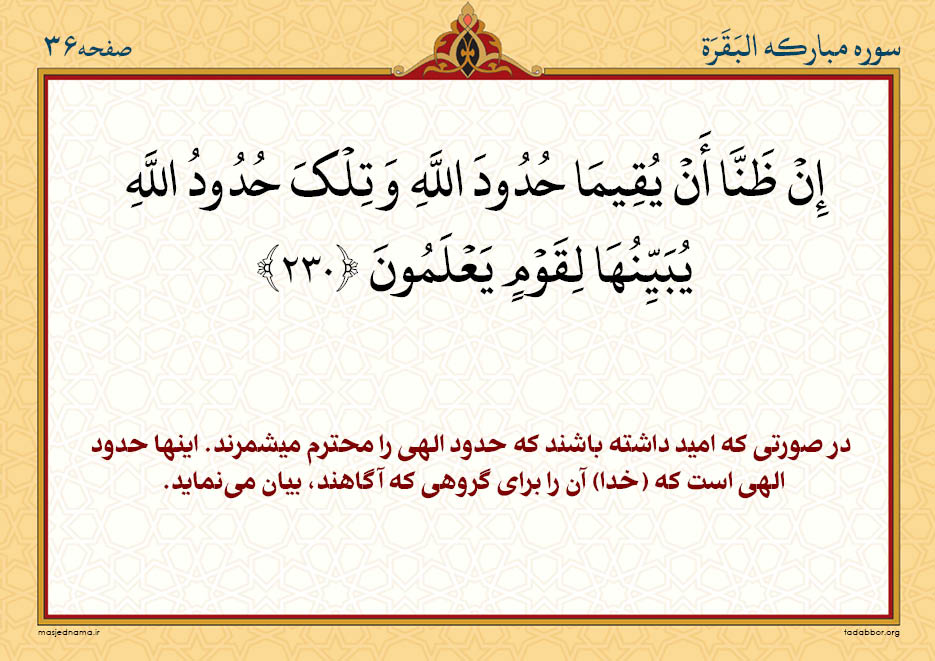 سوره مبارکه البَقَرَة
صفحه۳۶
إِنْ ظَنَّا أَنْ يُقِيمَا حُدُودَ اللَّهِ وَ تِلْکَ حُدُودُ اللَّهِ
يُبَيِّنُهَا لِقَوْمٍ يَعْلَمُونَ ﴿۲۳۰﴾
در صورتی که امید داشته باشند که حدود الهی را محترم میشمرند. اینها حدود
الهی است که (خدا) آن را برای گروهی که آگاهند، بیان می‌نماید.
masjednama.ir
tadabbor.org